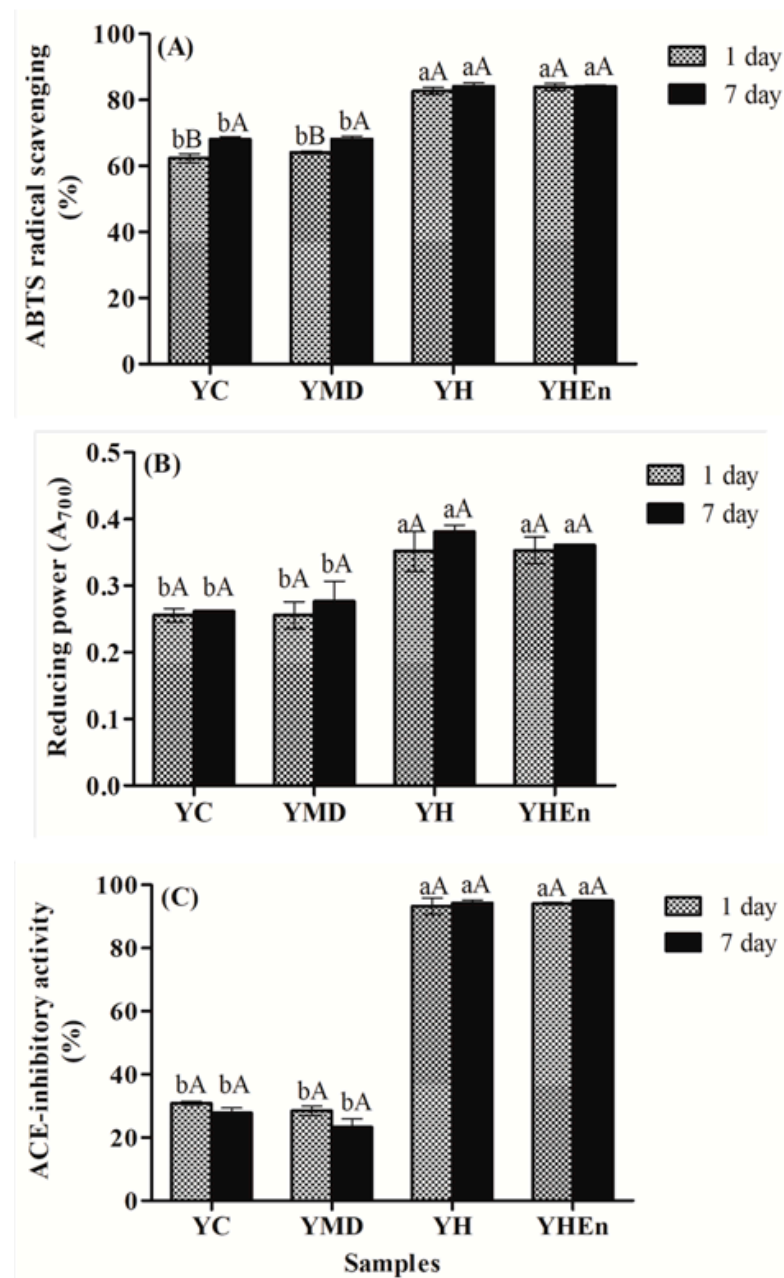 (A)
ABTS radical scavenging
(%)
100
80
60
40
20
0
bB bA bB bA aA aA aA aA
YC YMD YH YHEn
1 day
7 day
(B)
Reducing power (A700)
0.5
0.4
0.3
0.2
0.1
0.0
bA bA bA bA aA aA aA aA
YC YMD YH YHEn
1 day
7 day
(C)
ACE-inhibitory activity
(%)
100
80
60
40
20
0
bA bA bA bA aA aA aA aA
YC YMD YH YHEn
Samples
1 day
7 day